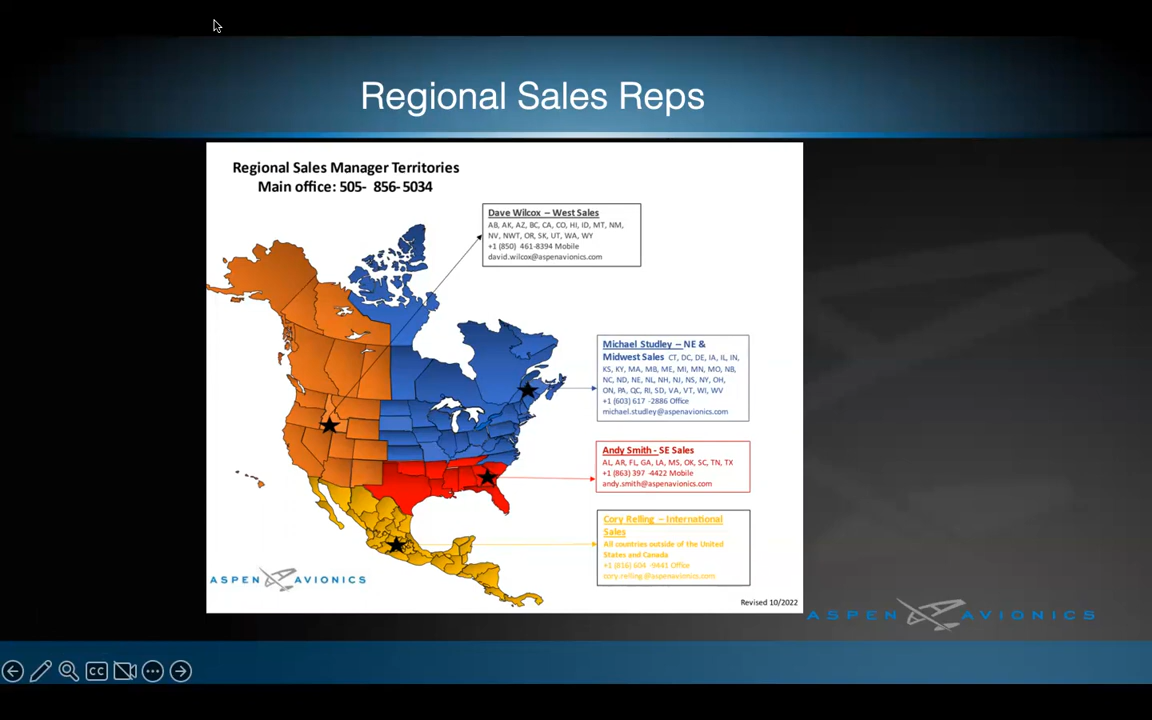 Regional Sales Reps
Regional Sales Manager Territories
Main office: 505- 856-5034
Dave Wilcox – West Sales
AB, AK, AZ, BC, CA, CO, HI, ID, MT, NM,
NV, NWT, OR, SK, UT, WA, WY
+1 (850) 461-8394 Mobile
david.wilcox@aspenavionics.com
Michael Studley – NE &
Midwest Sales CT, DC, DE, IA, IL, IN,
KS, KY, MA, MB, ME, MI, MN, MO, NB,
NC, ND, NE, NL, NH, NJ, NS, NY, OH,
ON, PA, QC, RI, SD, VA, VT, WI, WV
+1 (603) 617 -2886 Office
michael.studley@aspenavionics.com
Andy Smith - SE Sales
AL, AR, FL, GA, LA, MS, OK, SC, TN, TX
+1 (863) 397 -4422 Mobile
andy.smith@aspenavionics.com
Cory Relling – International
Sales
All countries outside of the United
States and Canada
+1 (816) 604 -9441 Office
cory.relling@aspenavionics.com
ASPEN AVIONICS
Revised 10/2022
ASPEN AVIONICS
CC